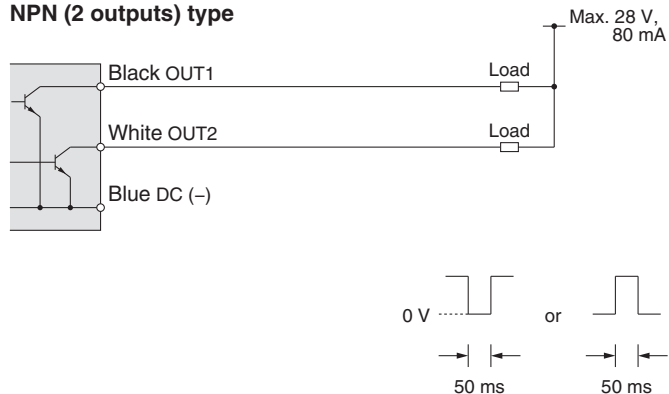 NPN (2 outputs) type
Max. 28 V,
80 mA
Black OUT1
Load
White OUT2
Load
Blue DC (−)
0 V
or
50 ms
50 ms